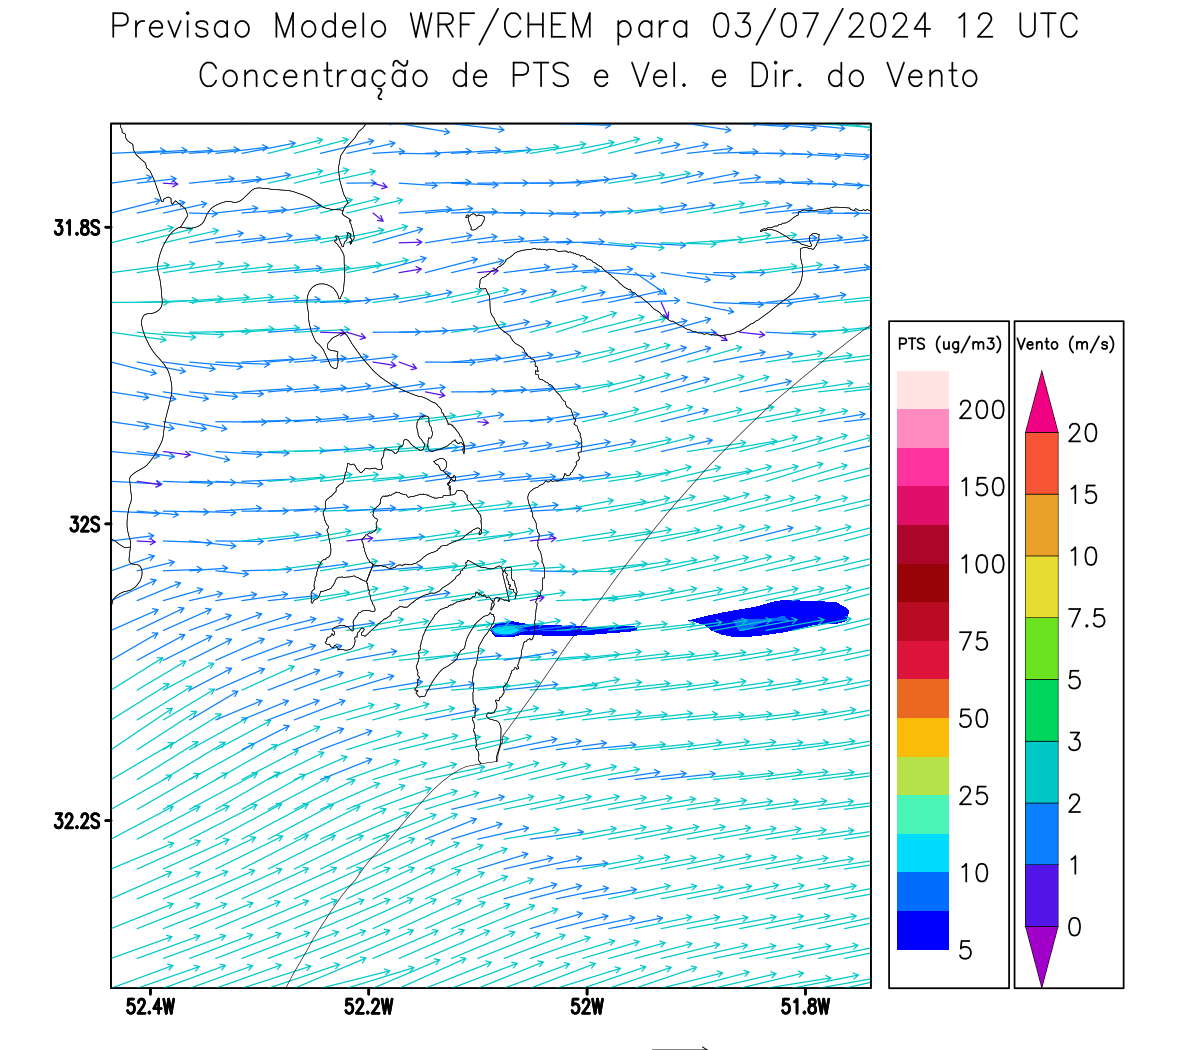 Previsao Modelo WRF/CHEM para 03/07/2024 12 UTC
Concentração de PTS e Vel. e Dir. do Vento
31.8S
32S
32.2S
52.4W 52.2W 52W 51.8W
PTS (ug/m3)
200
150
100
75
50
25
10
5
Vento (m/s)
20
15
10
7.5
5
3
2
1
0